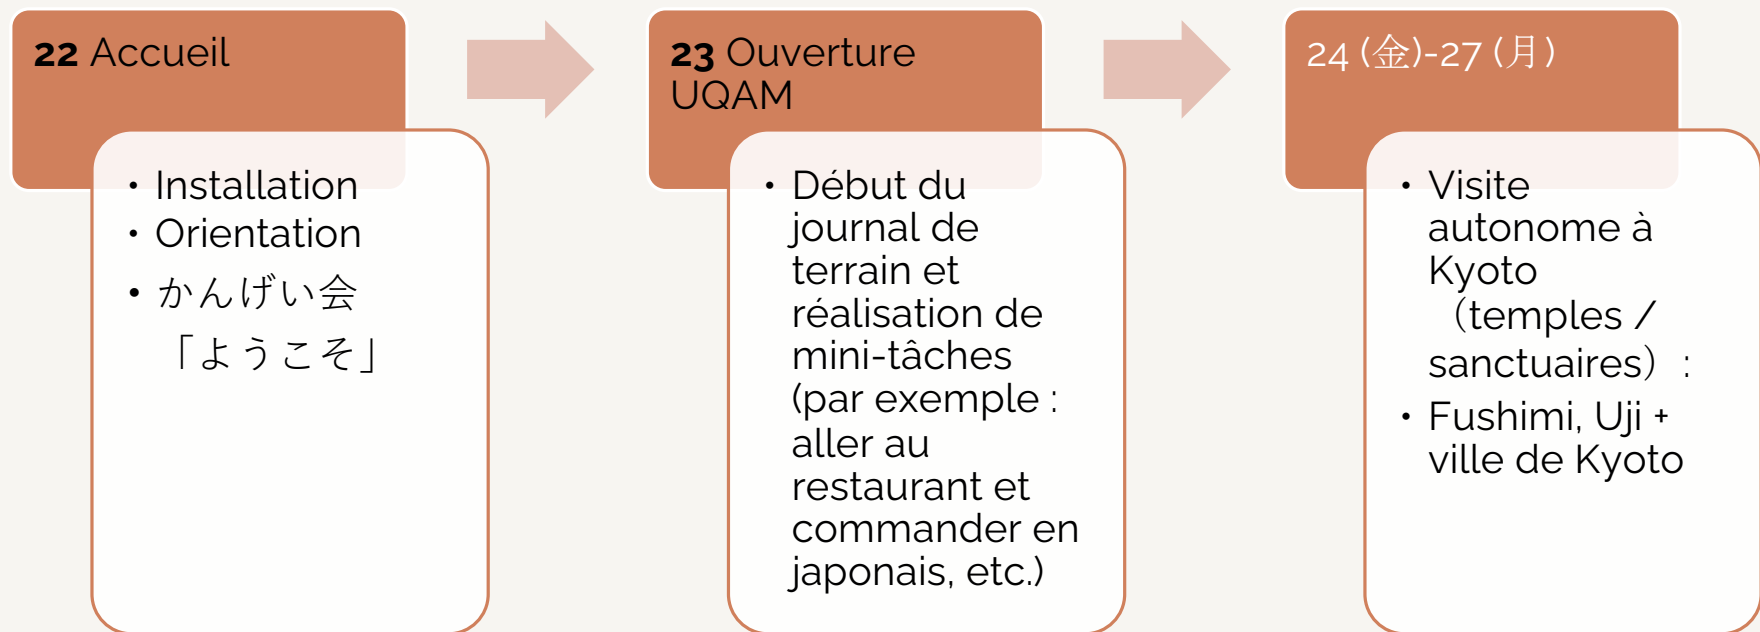 22 Accueil
• Installation
• Orientation
• かんげい会
「ようこそ」
23 Ouverture
UQAM
• Début du
journal de
terrain et
réalisation de
mini-tâches
(par exemple :
aller au
restaurant et
commander en
japonais, etc.)
24 (金)-27 (月)
• Visite
autonome à
Kyoto
（temples /
sanctuaires） :
• Fushimi, Uji +
ville de Kyoto